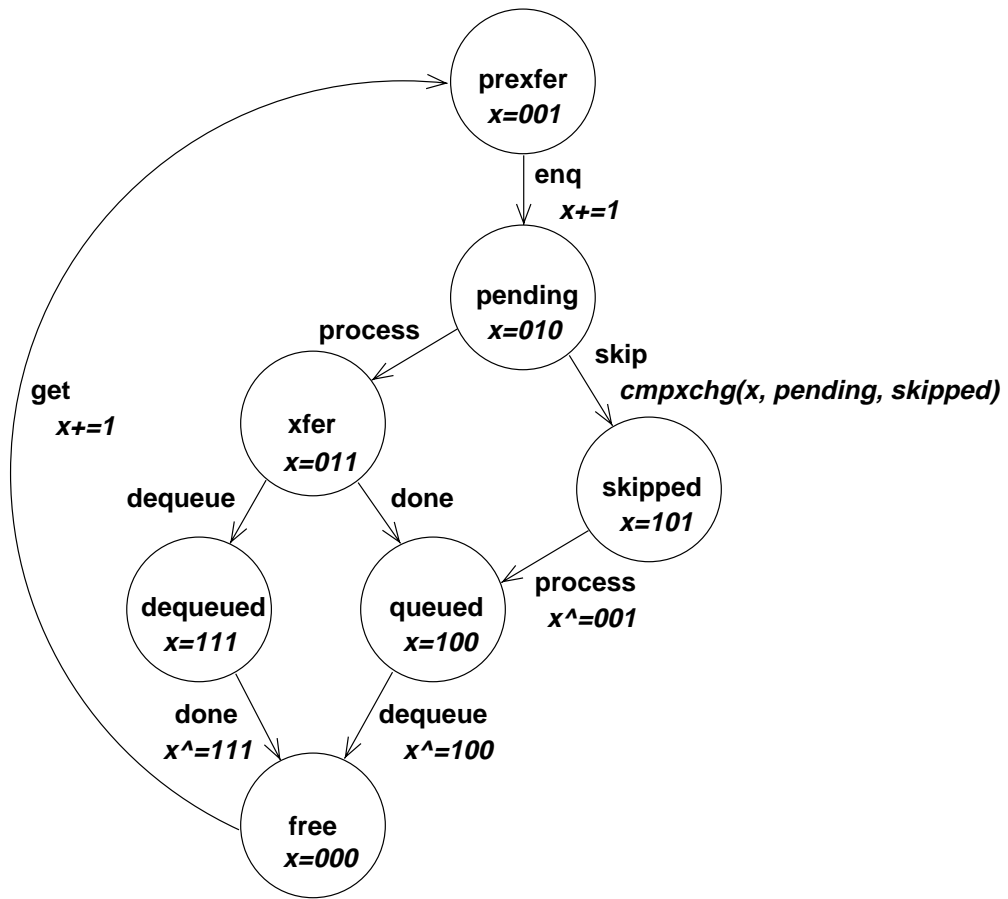 prexfer
x=001
enq
x+=1
pending
x=010
process
skip
cmpxchg(x, pending, skipped)
get
x+=1
xfer
x=011
skipped
x=101
dequeue
done
process
x^=001
dequeued
x=111
queued
x=100
done
x^=111
dequeue
x^=100
free
x=000